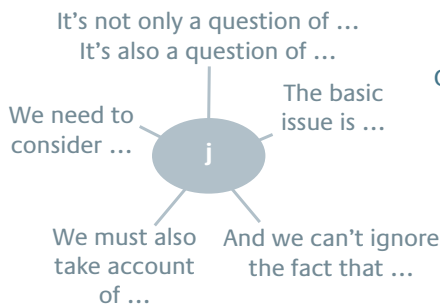 It's not only a question of …
It's also a question of …
The basic
issue is …
We need to
consider …
j
We must also
take account
of …
And we can't ignore
the fact that …